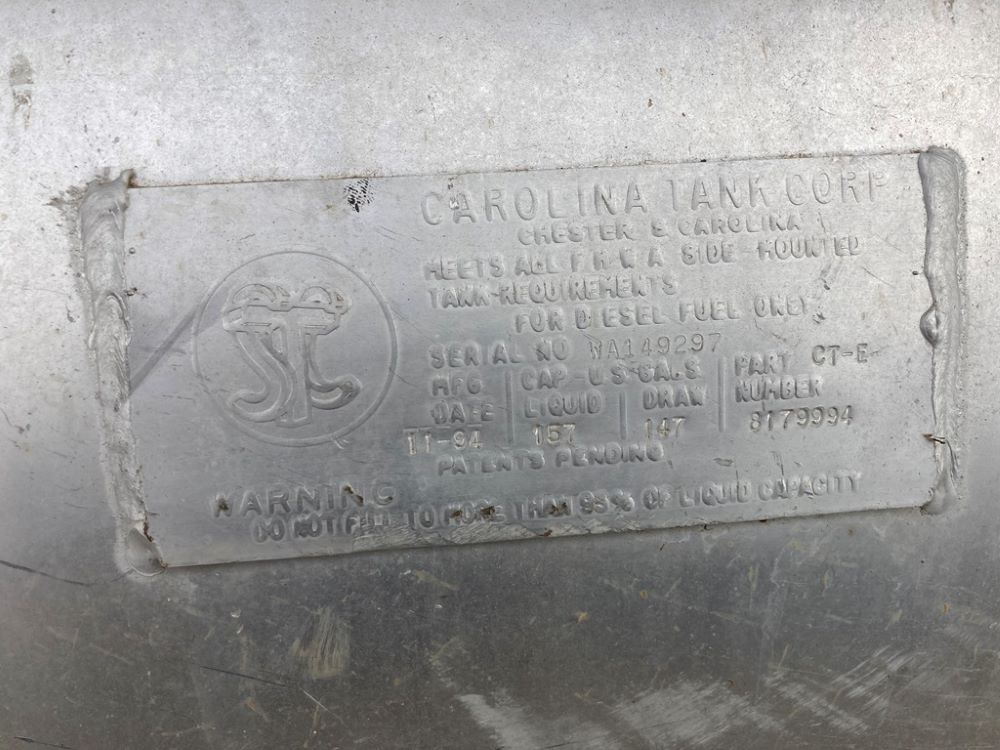 CAROLINA TANK CORP
CHESTER S CAROLINA
MEETS ALL F H W A SIDE-MOUNTED
TANK-REQUIREMENTS
FOR DIESEL FUEL ONLY
SERIAL NO WA149297
MFG CAP-U S GALS PART CT-E
DATE LIQUID DRAW NUMBER
11-94 157 147 8179994
PATENTS PENDING
WARNING
DO NOT FILL TO MORE THAN 95% OF LIQUID CAPACITY